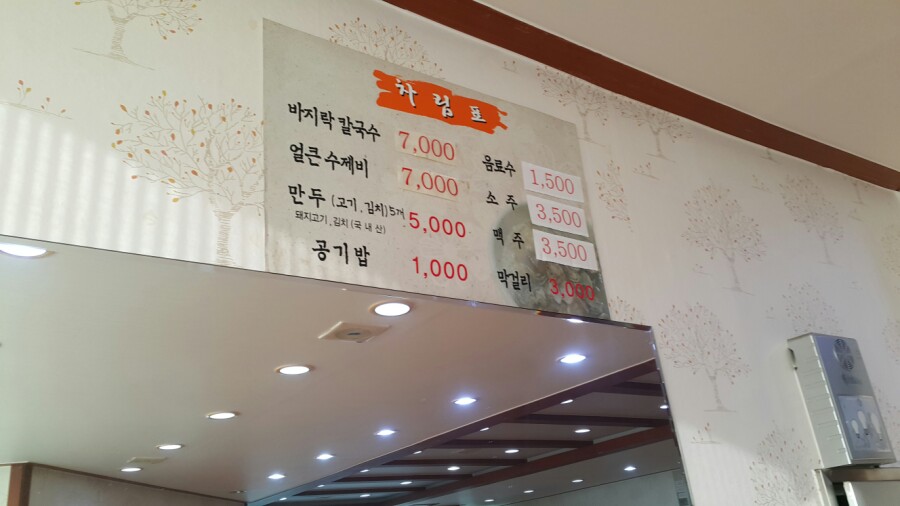 차림표
바지락 칼국수 7,000
얼큰 수제비 7,000
만두 (고기, 김치) 5개 5,000
돼지고기, 김치 (국내산)
공기밥 1,000
음료수 1,500
소주 3,500
맥주 3,500
막걸리 3,000